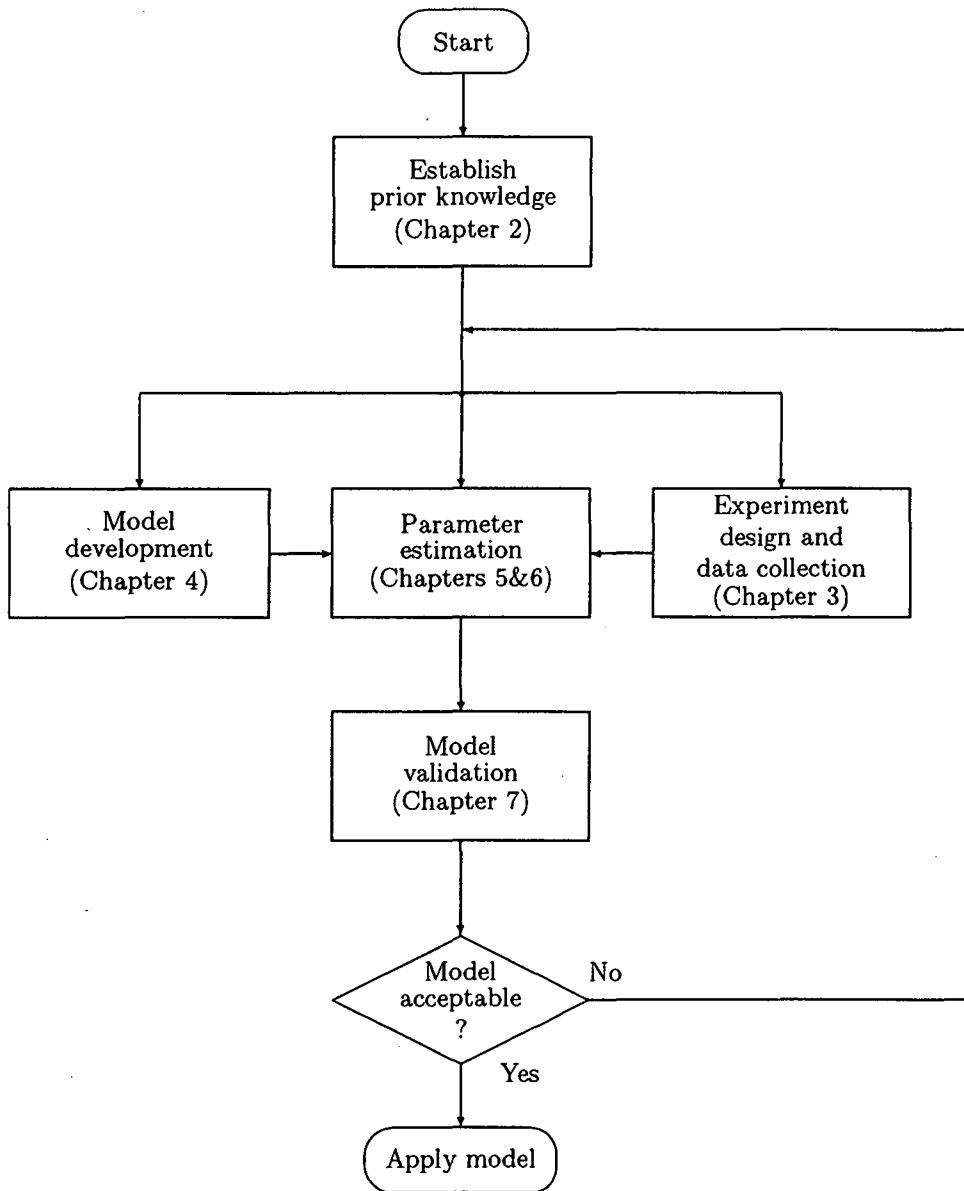 Start
Establish
prior knowledge
(Chapter 2)
Model
development
(Chapter 4)
Parameter
estimation
(Chapters 5&6)
Experiment
design and
data collection
(Chapter 3)
Model
validation
(Chapter 7)
Model
acceptable
?
No
Yes
Apply model